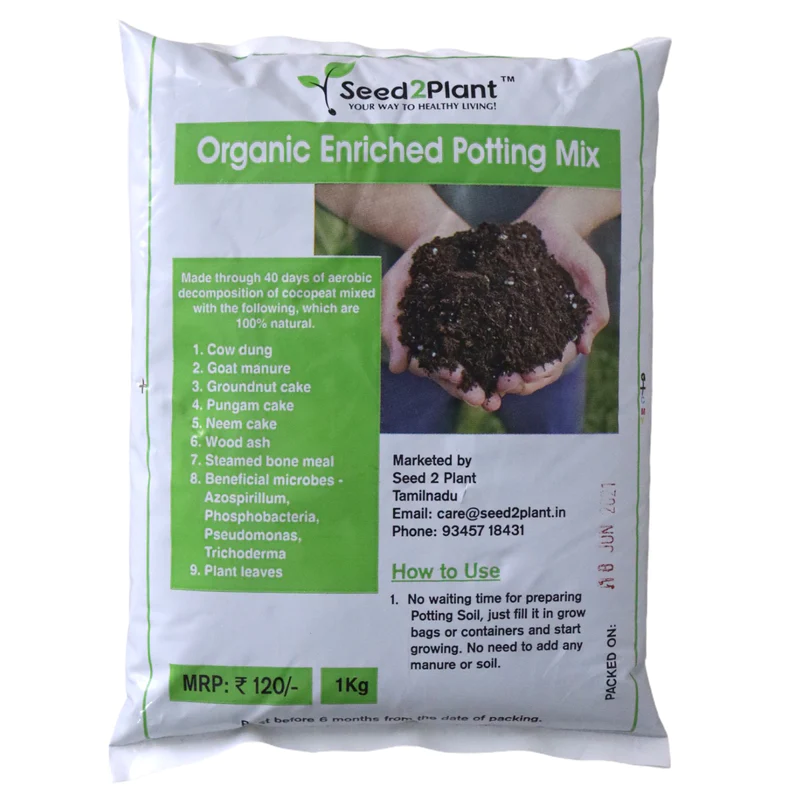 Seed2Plant™
YOUR WAY TO HEALTHY LIVING!
Organic Enriched Potting Mix
Made through 40 days of aerobic
decomposition of cocopeat mixed
with the following, which are
100% natural.
1. Cow dung
2. Goat manure
3. Groundnut cake
4. Pungam cake
5. Neem cake
6. Wood ash
7. Steamed bone meal
8. Beneficial microbes -
Azospirillum,
Phosphobacteria,
Pseudomonas,
Trichoderma
9. Plant leaves
Marketed by
Seed 2 Plant
Tamilnadu
Email: care@seed2plant.in
Phone: 93457 18431
How to Use
1. No waiting time for preparing
Potting Soil, just fill it in grow
bags or containers and start
growing. No need to add any
manure or soil.
PACKED ON: JUN 2021
MRP: ₹ 120/-
1Kg
before 6 months from the date of packing.